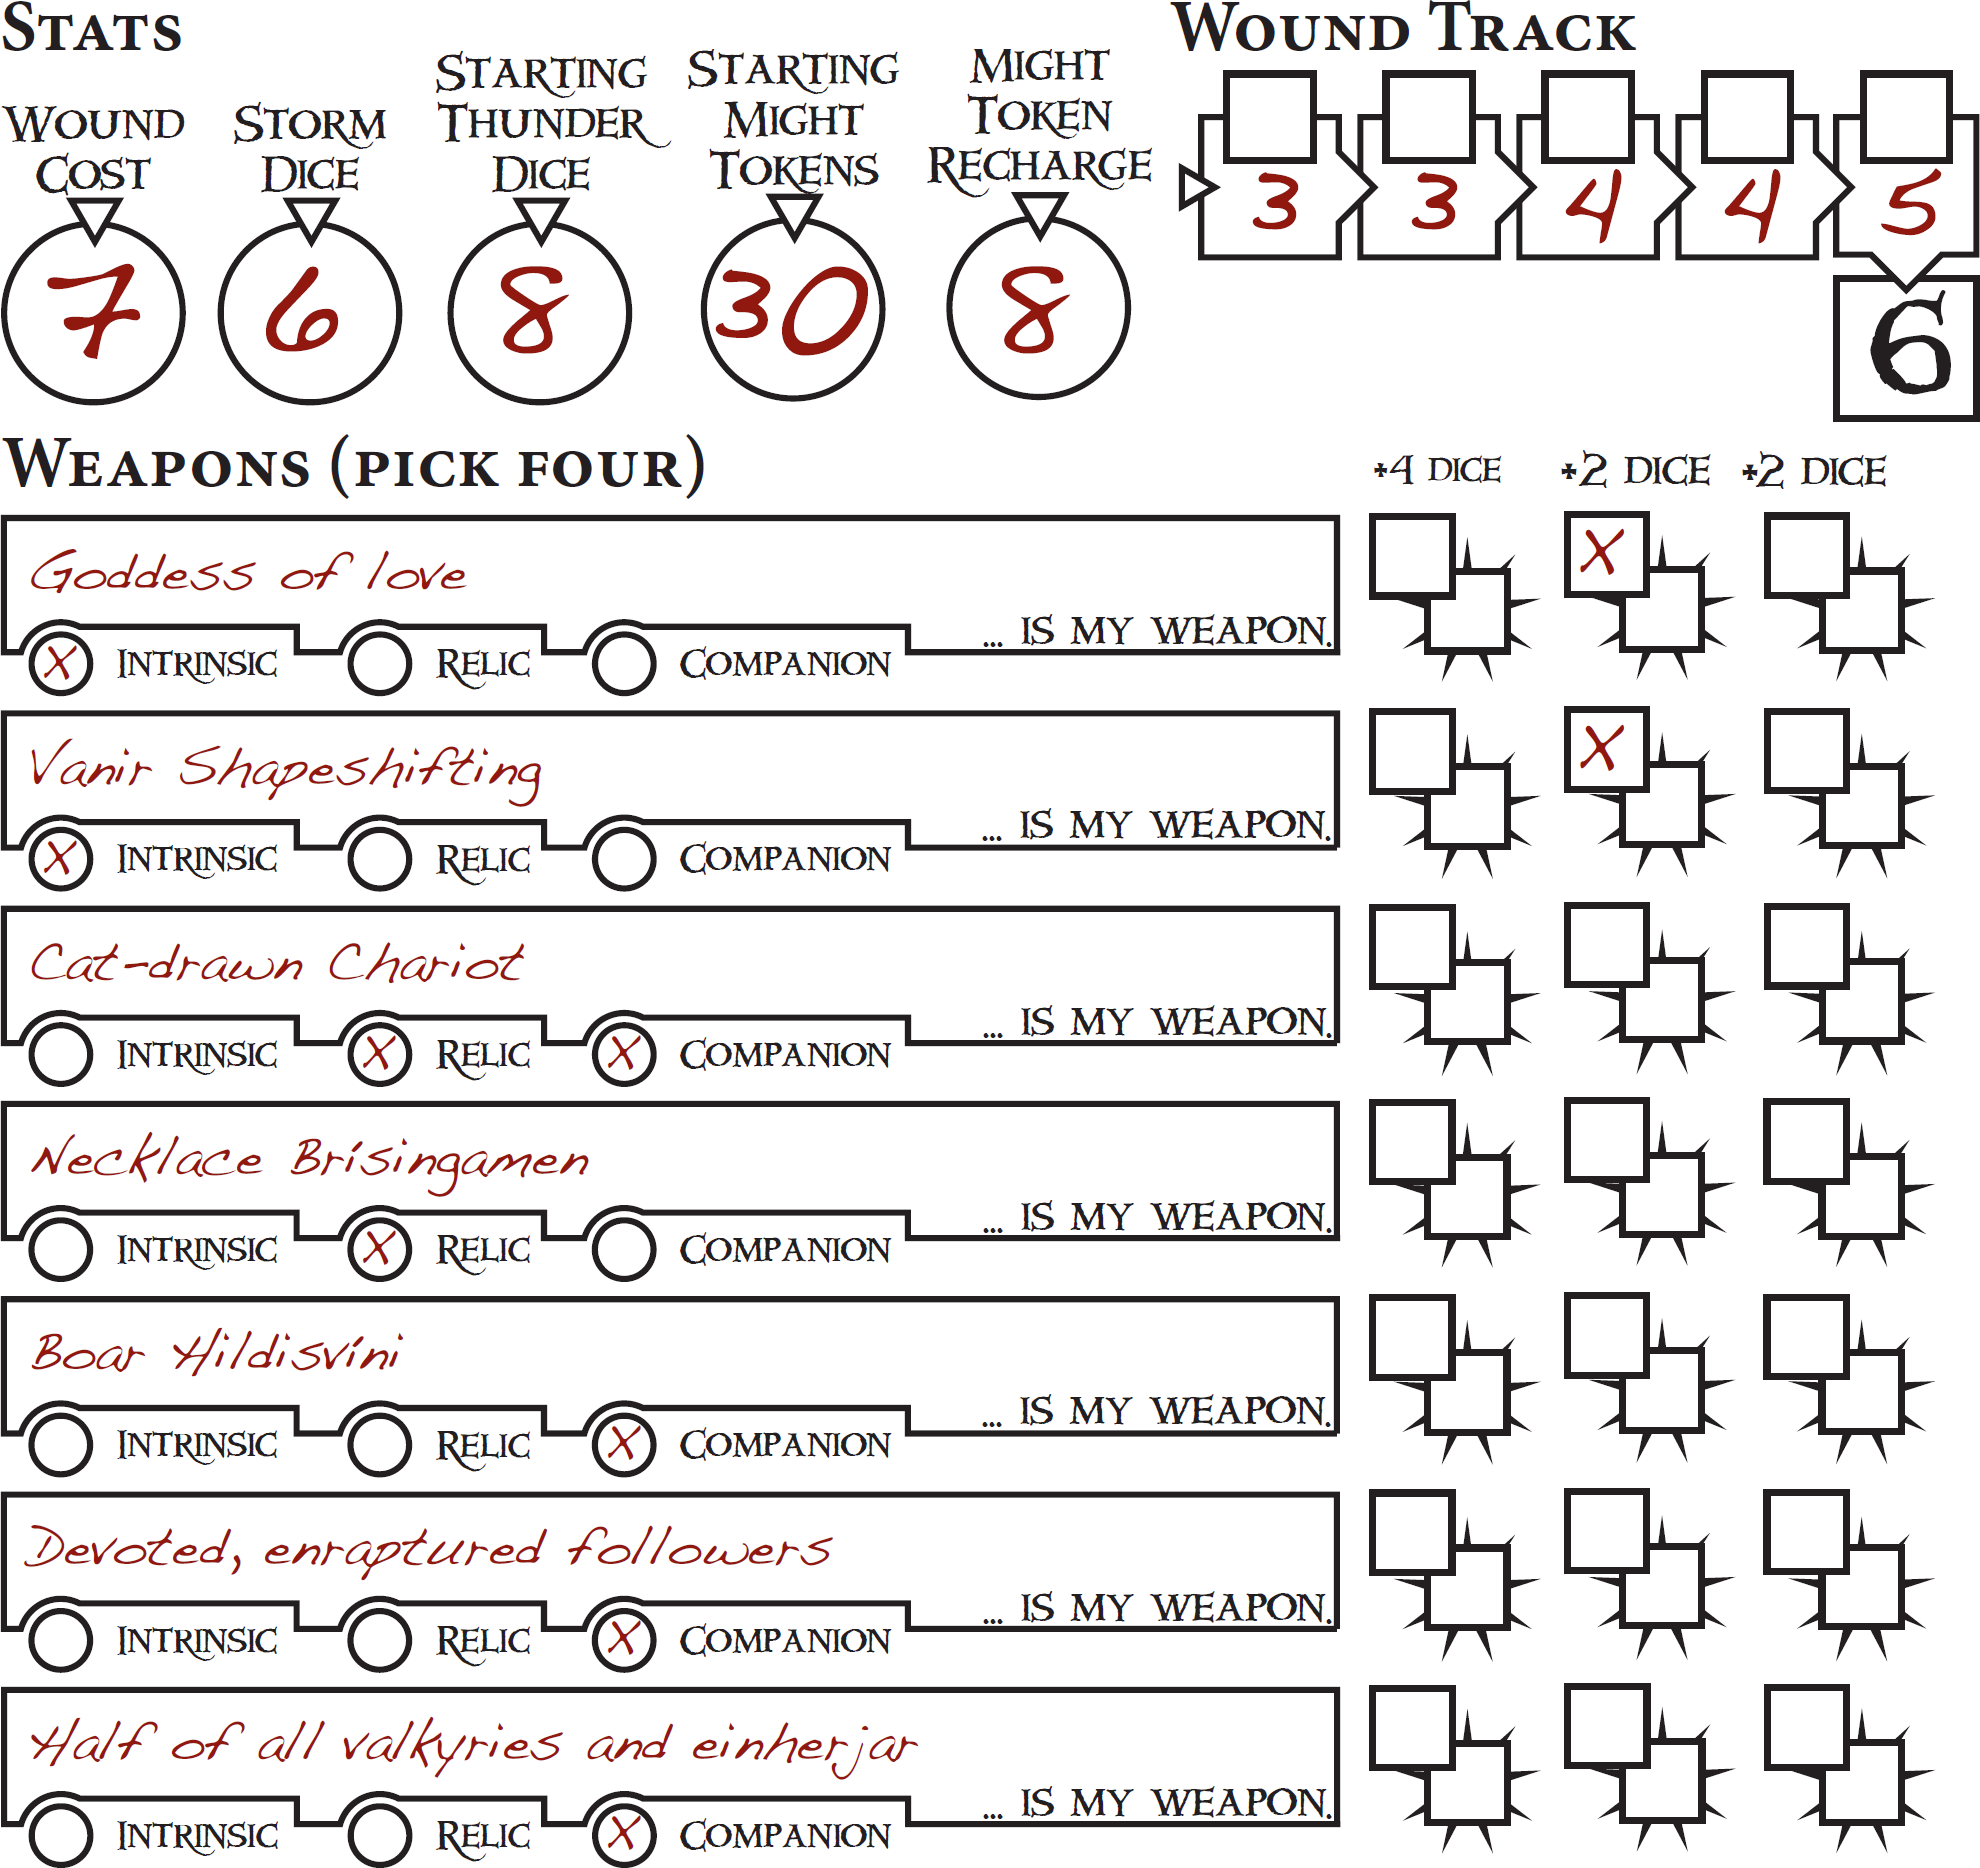 Stats
Wound Track
Wound Cost
Storm Dice
Starting Thunder Dice
Starting Might Tokens
Might Token Recharge
7
6
8
30
8
3
3
4
4
5
6
Weapons (pick four)
+4 dice
+2 dice
+2 dice
Goddess of love
... is my weapon.
X Intrinsic
Relic
Companion
X
Vanir Shapeshifting
... is my weapon.
X Intrinsic
Relic
Companion
X
Cat-drawn Chariot
... is my weapon.
Intrinsic
X Relic
X Companion
Necklace Brísingamen
... is my weapon.
Intrinsic
X Relic
Companion
Boar Hildisvíni
... is my weapon.
Intrinsic
Relic
X Companion
Devoted, enraptured followers
... is my weapon.
Intrinsic
Relic
X Companion
Half of all valkyries and einherjar
... is my weapon.
Intrinsic
Relic
X Companion